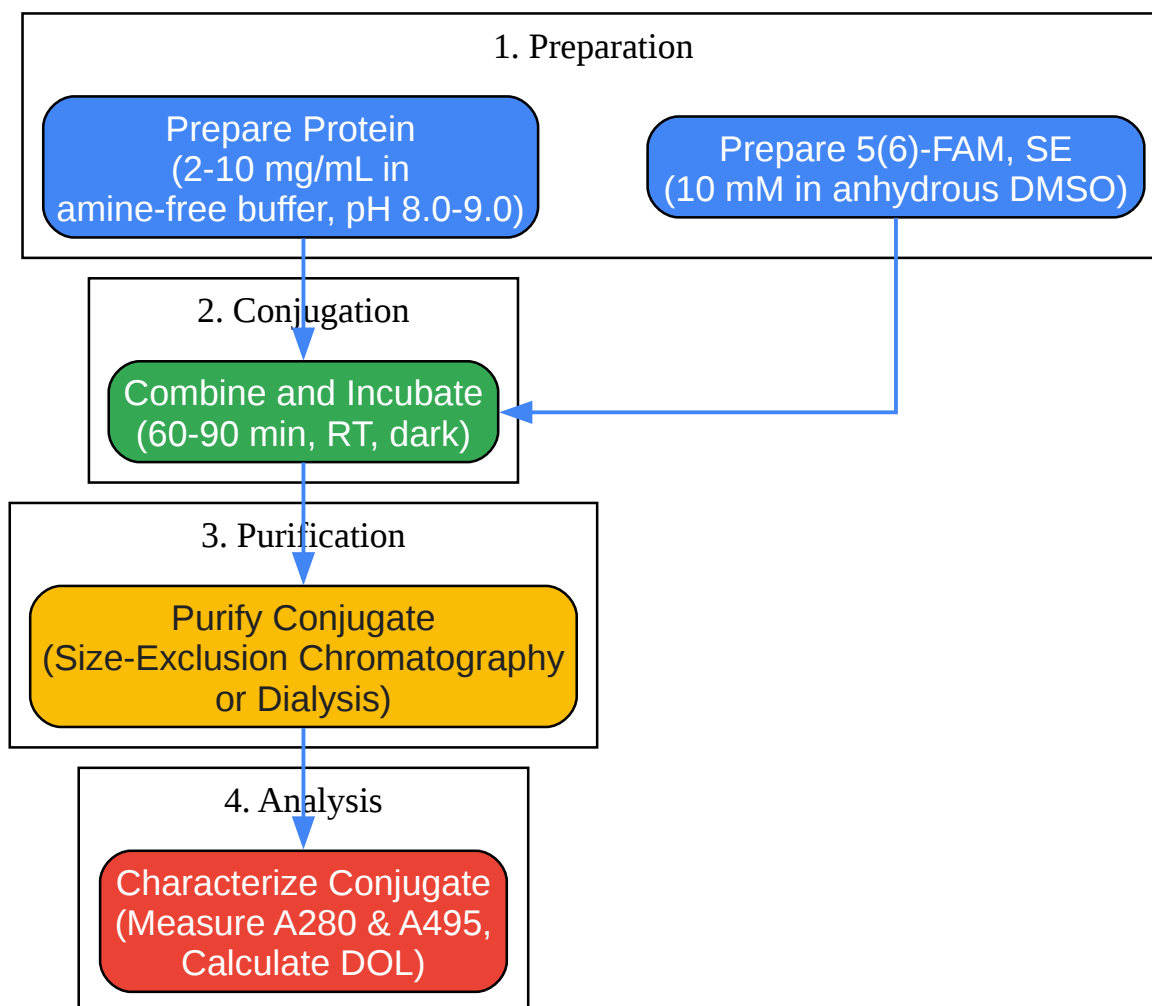 1. Preparation
Prepare Protein
(2-10 mg/mL in
amine-free buffer, pH 8.0-9.0)
Prepare 5(6)-FAM, SE
(10 mM in anhydrous DMSO)
2. Conjugation
Combine and Incubate
(60-90 min, RT, dark)
3. Purification
Purify Conjugate
(Size-Exclusion Chromatography
or Dialysis)
4. Analysis
Characterize Conjugate
(Measure A280 & A495,
Calculate DOL)